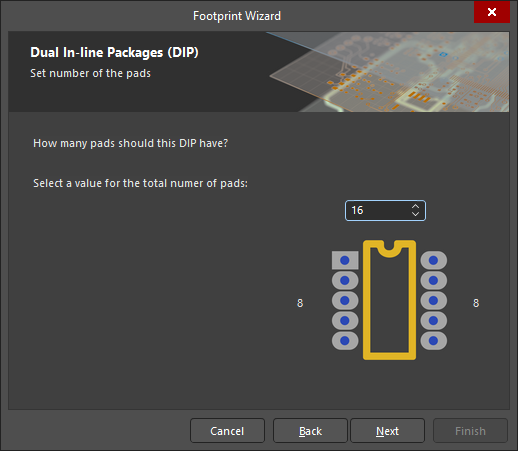 Footprint Wizard
Dual In-line Packages (DIP)
Set number of the pads
How many pads should this DIP have?
Select a value for the total numer of pads:
16
8
8
Cancel
Back
Next
Finish